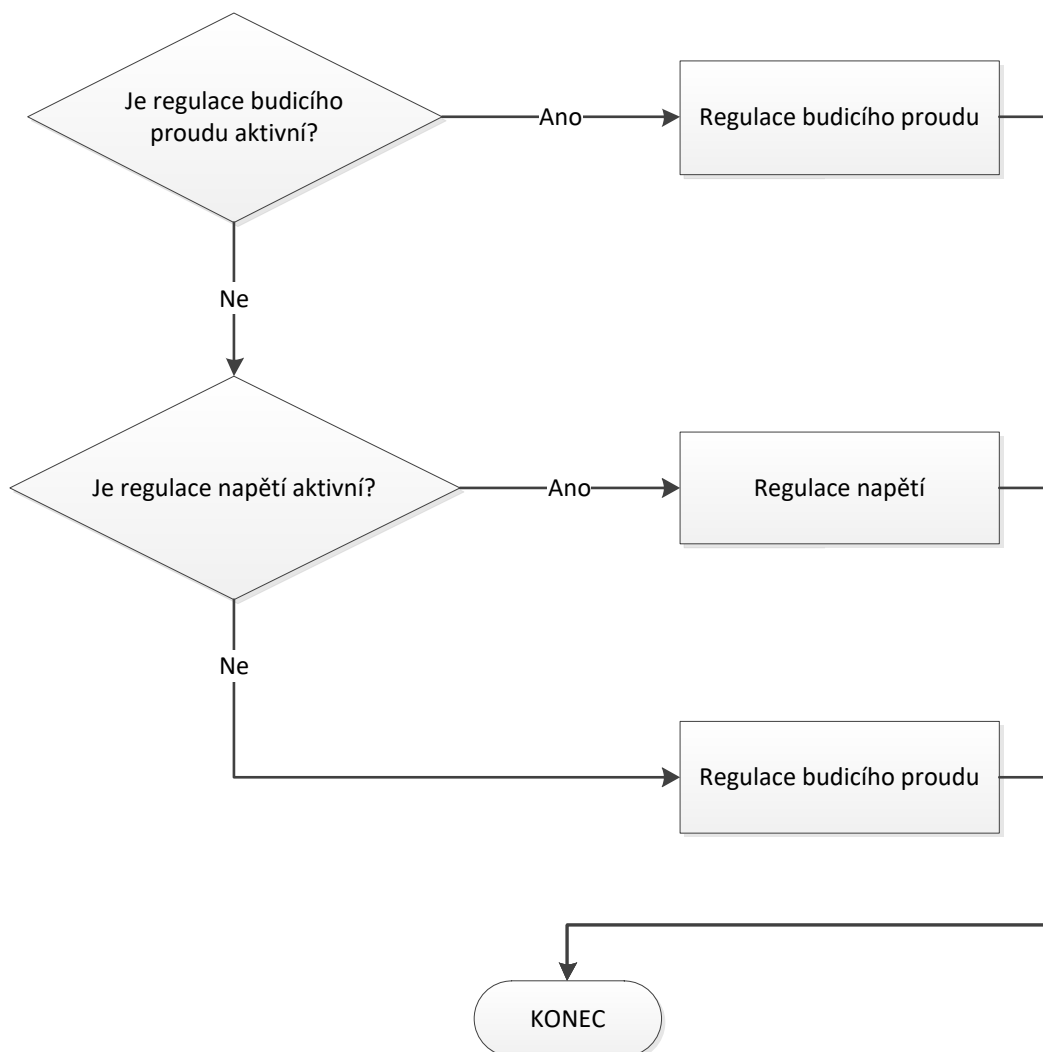 Je regulace budicího
proudu aktivní?
Ano
Regulace budicího proudu
Ne
Je regulace napětí aktivní?
Ano
Regulace napětí
Ne
Regulace budicího proudu
KONEC